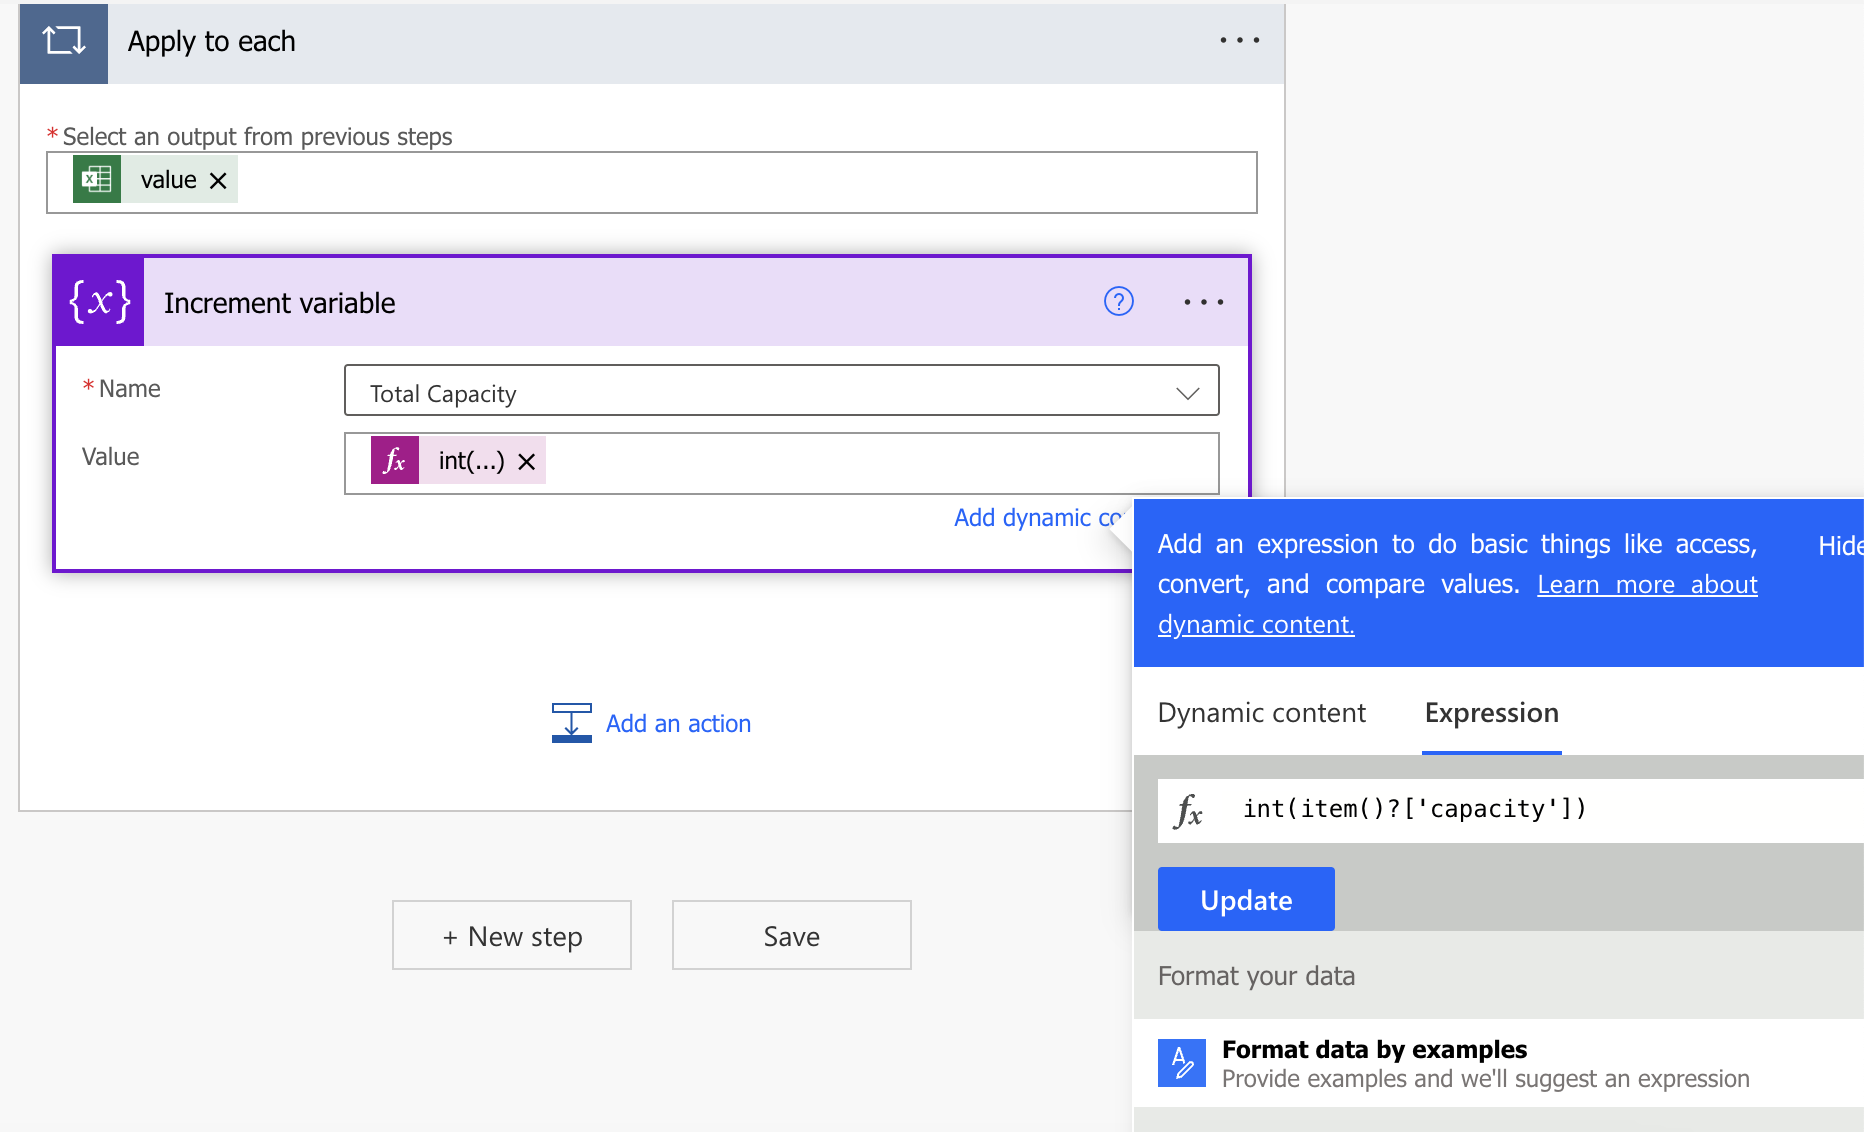 Apply to each
* Select an output from previous steps
value
{x} Increment variable
?
* Name
Total Capacity
Value
fx int(...)
Add dynamic
Add an expression to do basic things like access,
convert, and compare values. Learn more about
dynamic content.
Hide
Dynamic content
Expression
fx int(item()?['capacity'])
Update
Add an action
+ New step
Save
Format your data
Format data by examples
Provide examples and we'll suggest an expression